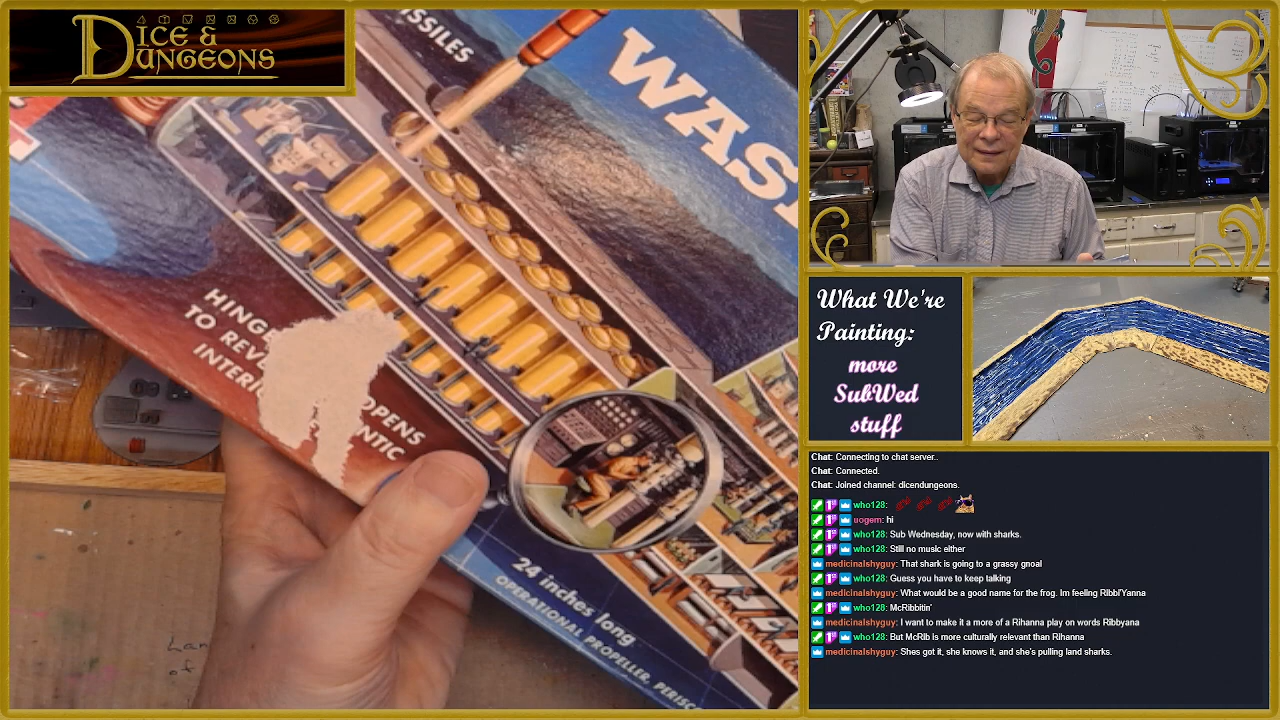 DICE &
DUNGEONS
SSILES
WAS
HINGE
TO REV
INTERI
OPENS
NTIC
24 inches long
OPERATIONAL PROPELLER, PERISC
What We're
Painting:
more
SubWed
stuff
Chat: Connecting to chat server..
Chat: Connected.
Chat: Joined channel: dicendungeons.
who128:
uogem: hi
who128: Sub Wednesday, now with sharks.
who128: Still no music either
medicinalshyguy: That shark is going to a grassy gnoal
who128: Guess you have to keep talking
medicinalshyguy: What would be a good name for the frog. Im feeling RIbbI'Yanna
who128: McRibbitin'
medicinalshyguy: I want to make it a more of a Rihanna play on words Ribbyana
who128: But McRib is more culturally relevant than Rihanna
medicinalshyguy: Shes got it, she knows it, and she's pulling land sharks.